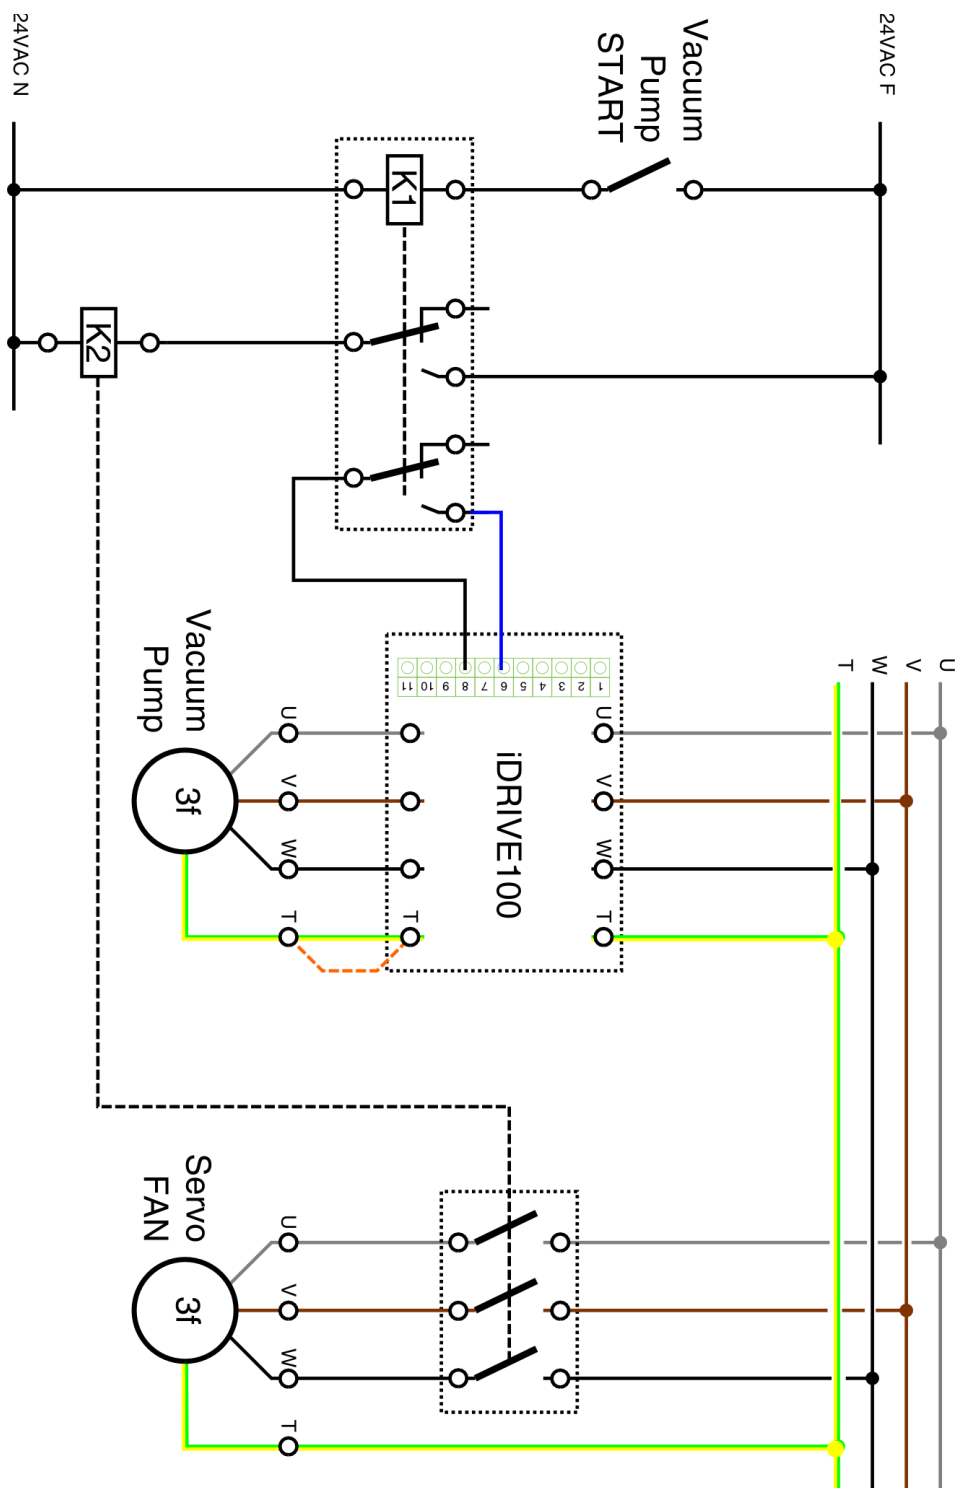 24VAC F
Vacuum
Pump
START
K1
24VAC N
K2
U
V
W
T
1
2
3
4
5
6
7
8
9
10
11
U
V
W
T
iDRIVE100
T
U
V
W
T
Vacuum
Pump
3f
U
V
W
T
Servo
FAN
3f